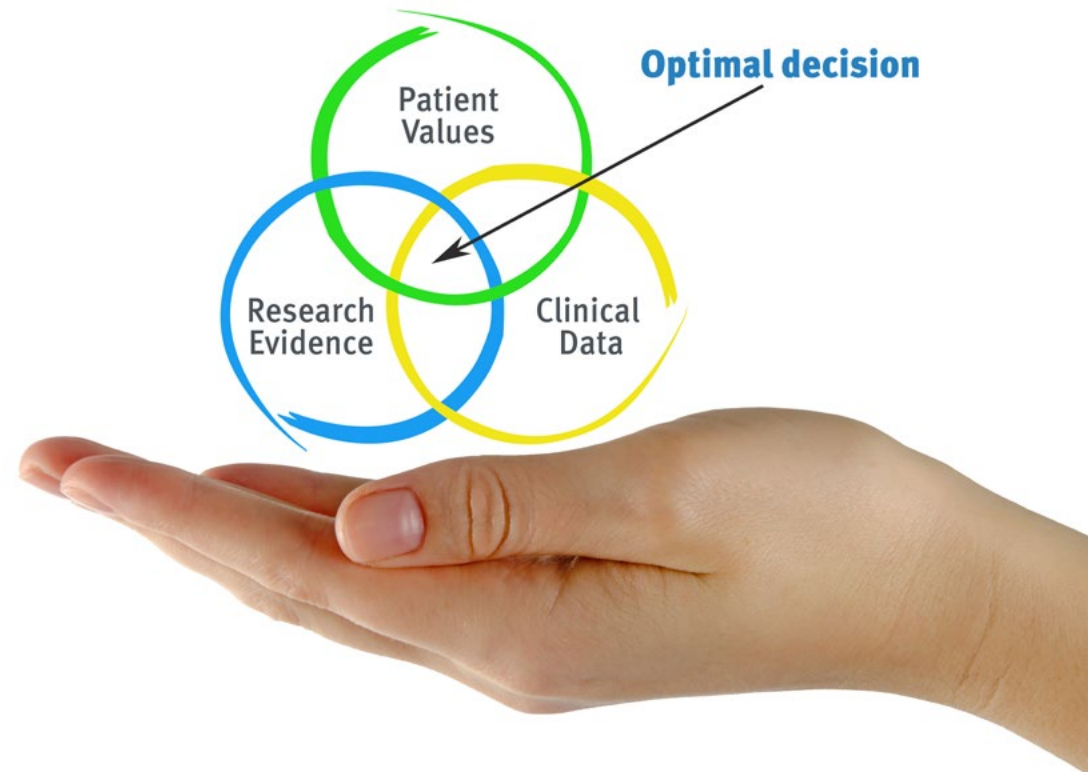 Optimal decision
Patient
Values
Research
Evidence
Clinical
Data